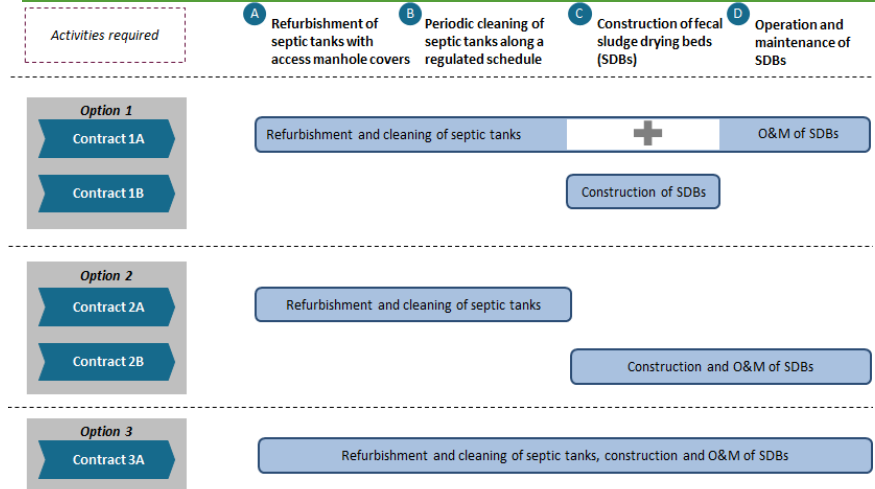 Activities required
A
Refurbishment of
septic tanks with
access manhole covers
B
Periodic cleaning of
septic tanks along a
regulated schedule
C
Construction of fecal
sludge drying beds
(SDBs)
D
Operation and
maintenance of
SDBs
Option 1
Contract 1A
Refurbishment and cleaning of septic tanks
O&M of SDBs
Contract 1B
Construction of SDBs
Option 2
Contract 2A
Refurbishment and cleaning of septic tanks
Contract 2B
Construction and O&M of SDBs
Option 3
Contract 3A
Refurbishment and cleaning of septic tanks, construction and O&M of SDBs